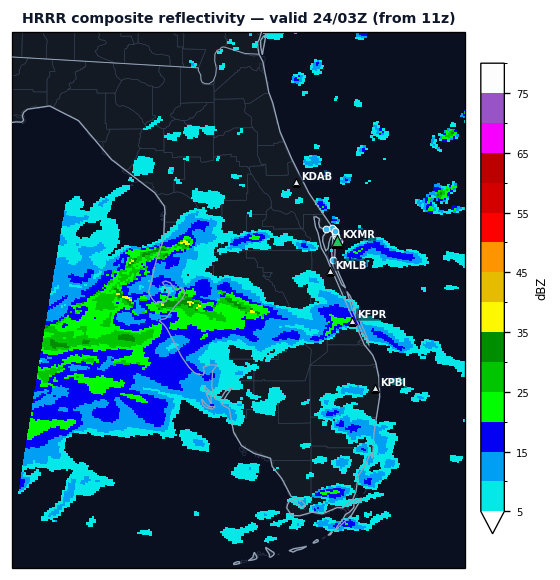 HRRR composite reflectivity — valid 24/03Z (from 11z)
KDAB
KXMR
KMLB
KFPR
KPBI
75
65
55
45
35
25
15
5
dBZ